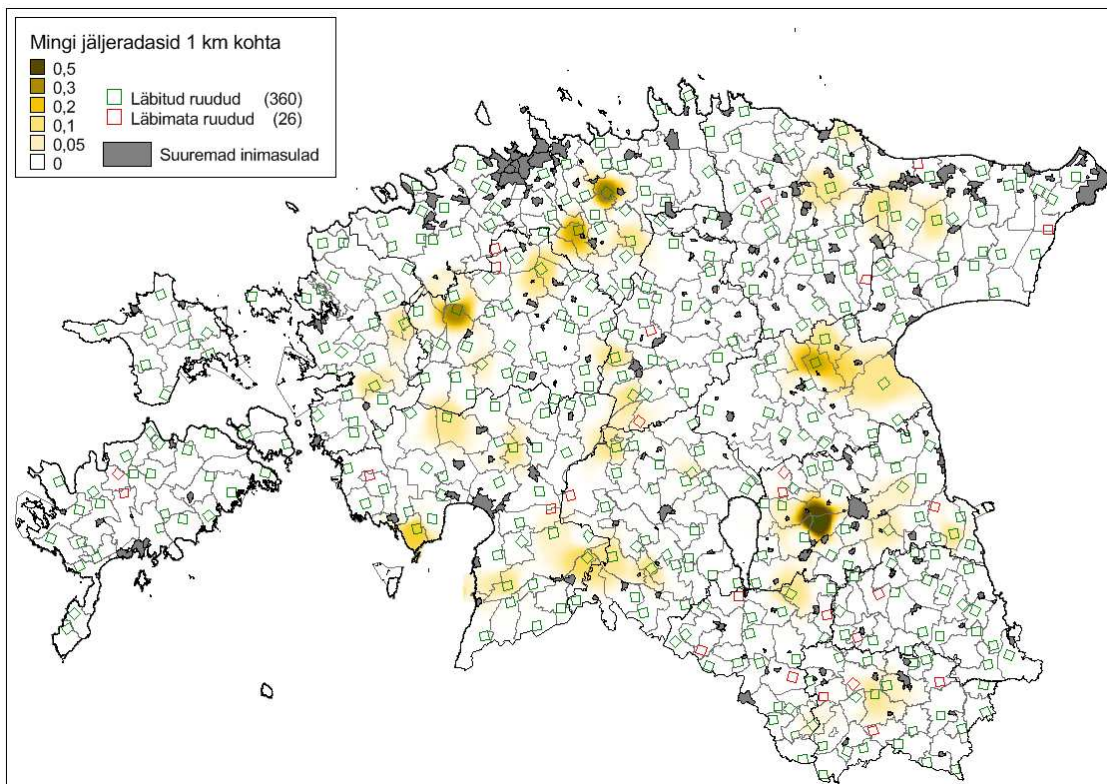 Mingi jäljeradasid 1 km kohta
0,5
0,3
0,2
0,1
0,05
0
Läbitud ruudud (360)
Läbimata ruudud (26)
Suuremad inimasulad